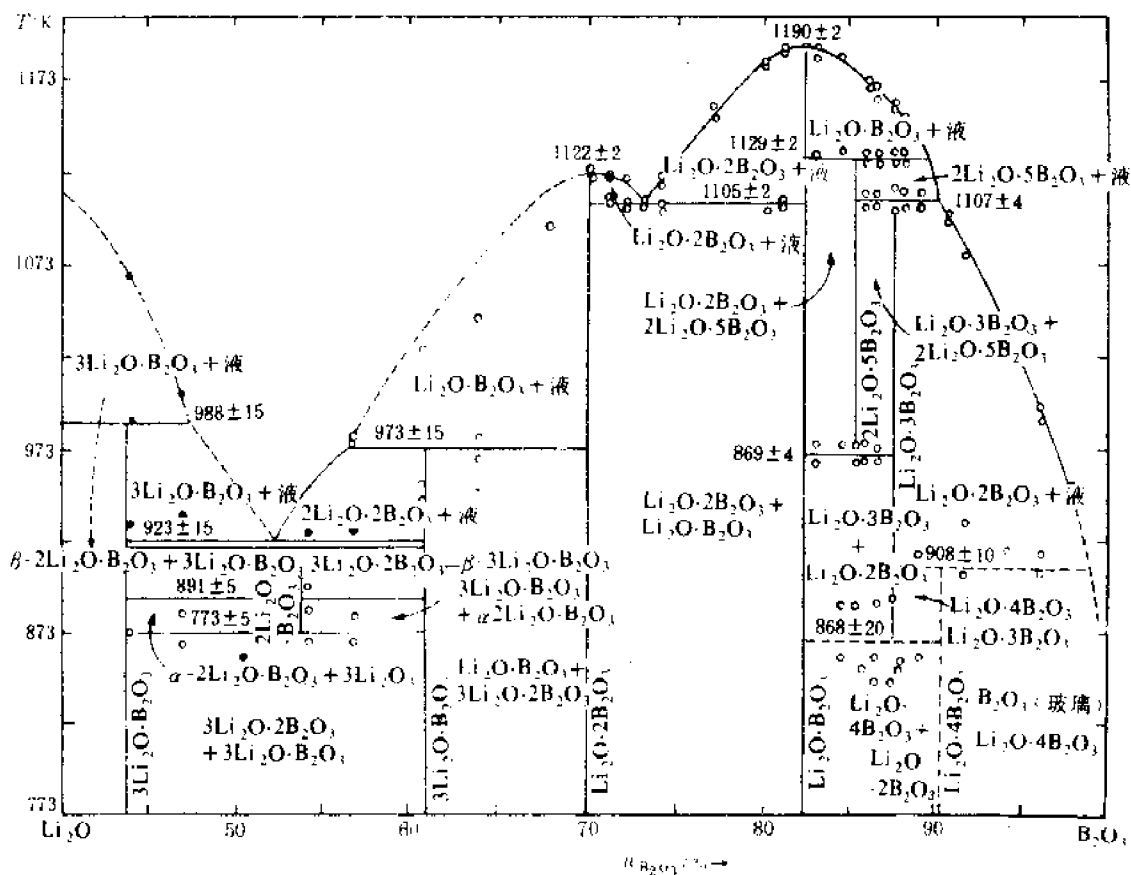 T·K
1190±2
1173
Li₂O·B₂O₃+液
1129±2
1122±2
Li₂O·2B₂O₃+液
2Li₂O·5B₂O₃+液
1105±2
1107±4
Li₂O·2B₂O₃+液
1073
Li₂O·2B₂O₃+
2Li₂O·5B₂O₃
Li₂O·3B₂O₃+
2Li₂O·5B₂O₃
2Li₂O·5B₂O₃
Li₂O·3B₂O₃
3Li₂O·B₂O₃+液
Li₂O·B₂O₃+液
988±15
973±15
973
869±4
3Li₂O·B₂O₃+液
2Li₂O·2B₂O₃+液
Li₂O·2B₂O₃+
Li₂O·B₂O₃
Li₂O·2B₂O₃+液
923±15
Li₂O·3B₂O₃
+
Li₂O·2B₂O₃
908±10
β-2Li₂O·B₂O₃+3Li₂O·B₂O₃
3Li₂O·2B₂O₃-β-3Li₂O·B₂O₃
891±5
773±5
2Li₂O
·B₂O₃
3Li₂O·B₂O₃
+α2Li₂O·B₂O₃
Li₂O·4B₂O₃
Li₂O·3B₂O₃
873
868±20
α-2Li₂O·B₂O₃+3Li₂O₃
Li₂O·B₂O₃+
3Li₂O·2B₂O₃
3Li₂O·2B₂O₃
+3Li₂O·B₂O₃
3Li₂O·B₂O₃
3Li₂O·B₂O
Li₂O·2B₂O₃
Li₂O·B₂O₃
Li₂O·
4B₂O₃+
Li₂O
·2B₂O₃
Li₂O·4B₂O₃
B₂O₃(玻璃)
Li₂O·4B₂O₃
773
Li₂O
50
60
70
80
90
B₂O₃